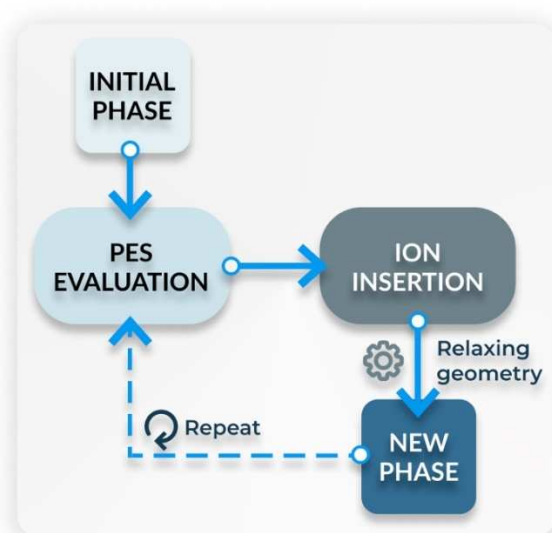 INITIAL
PHASE
PES
EVALUATION
ION
INSERTION
Relaxing
geometry
Repeat
NEW
PHASE